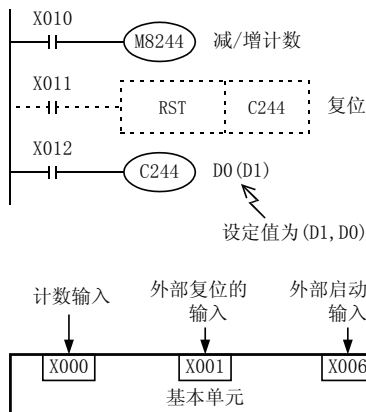 X010
M8244 减/增计数
X011
RST C244 复位
X012
C244 D0(D1)
设定值为(D1,D0)
计数输入 外部复位的 外部启动
输入 输入
X000 X001 X006
基本单元